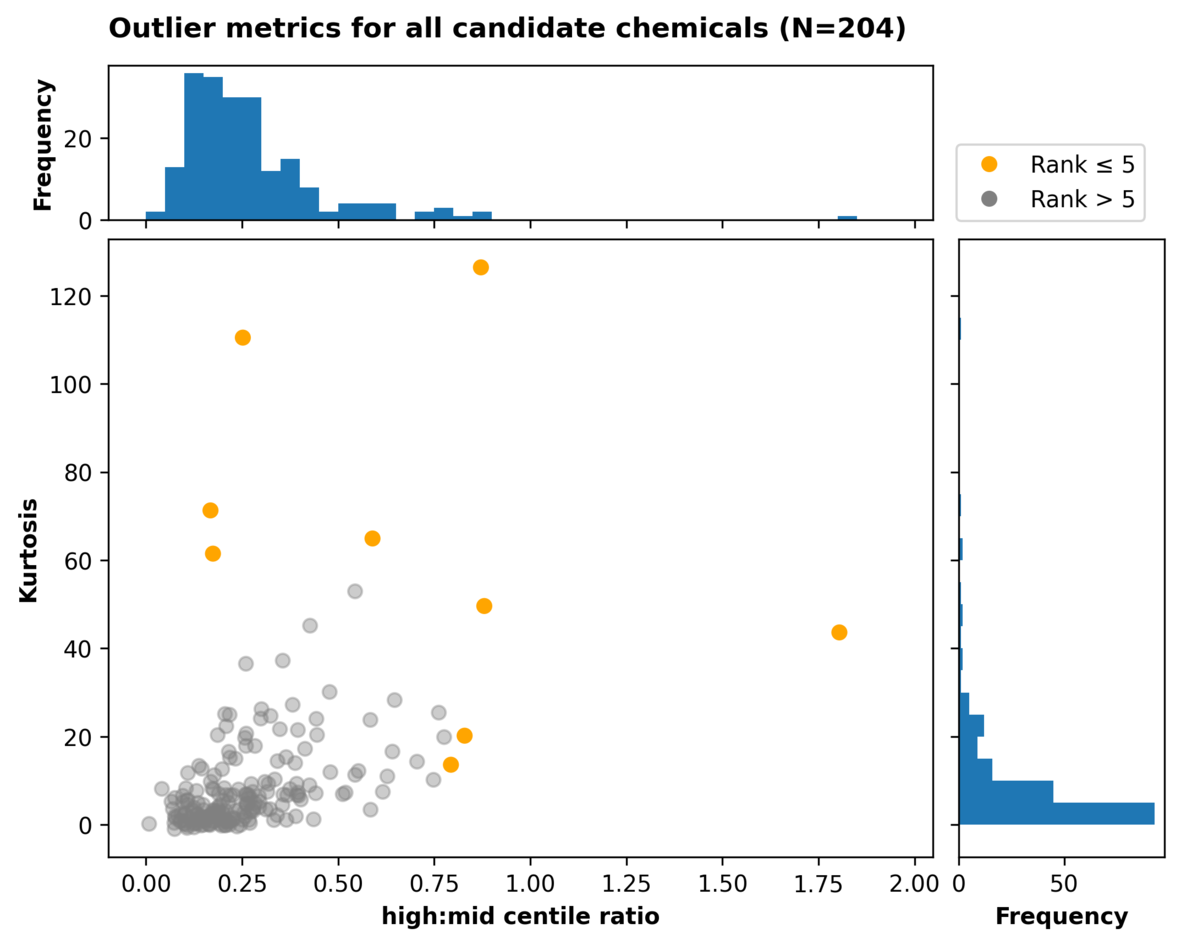 Outlier metrics for all candidate chemicals (N=204)
Frequency
20
0
Rank ≤ 5
Rank > 5
Kurtosis
120
100
80
60
40
20
0
0.00 0.25 0.50 0.75 1.00 1.25 1.50 1.75 2.00
high:mid centile ratio
0 50
Frequency